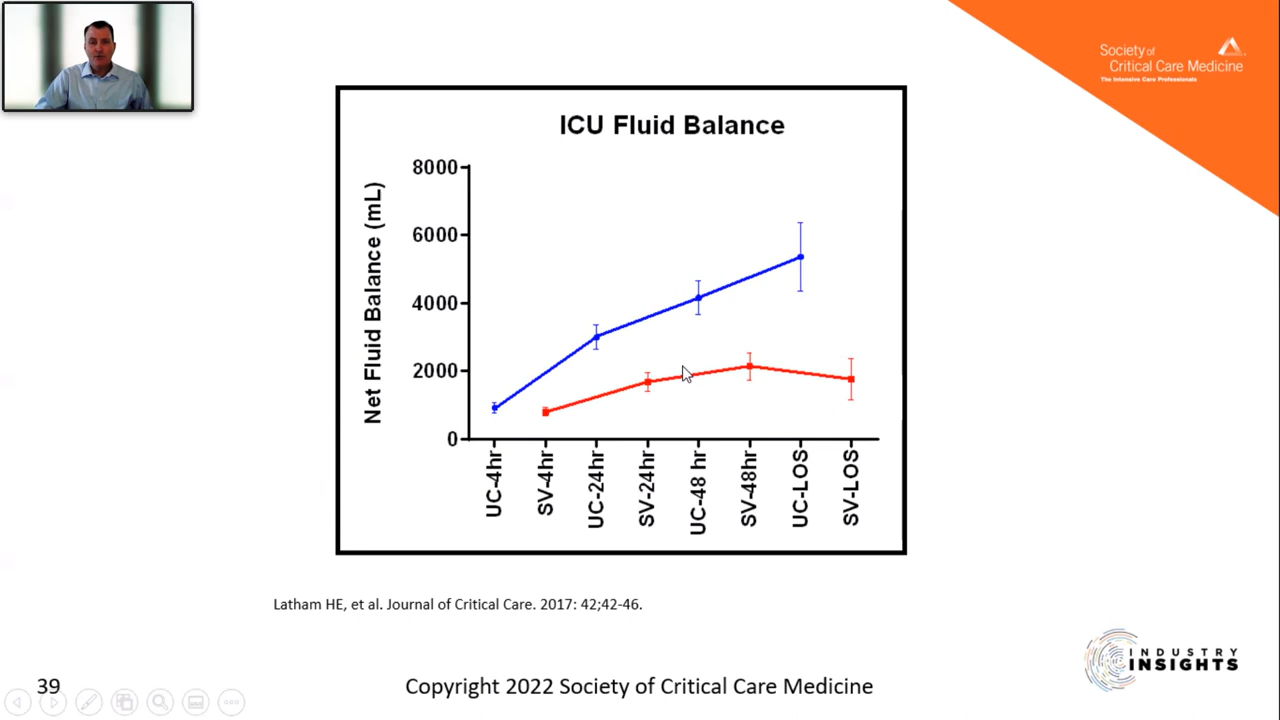 Society of
Critical Care Medicine
The Intensive Care Professionals
ICU Fluid Balance
Net Fluid Balance (mL)
8000
6000
4000
2000
0
UC-4hr
SV-4hr
UC-24hr
SV-24hr
UC-48 hr
SV-48hr
UC-LOS
SV-LOS
Latham HE, et al. Journal of Critical Care. 2017: 42;42-46.
INDUSTRY
INSIGHTS
39
Copyright 2022 Society of Critical Care Medicine